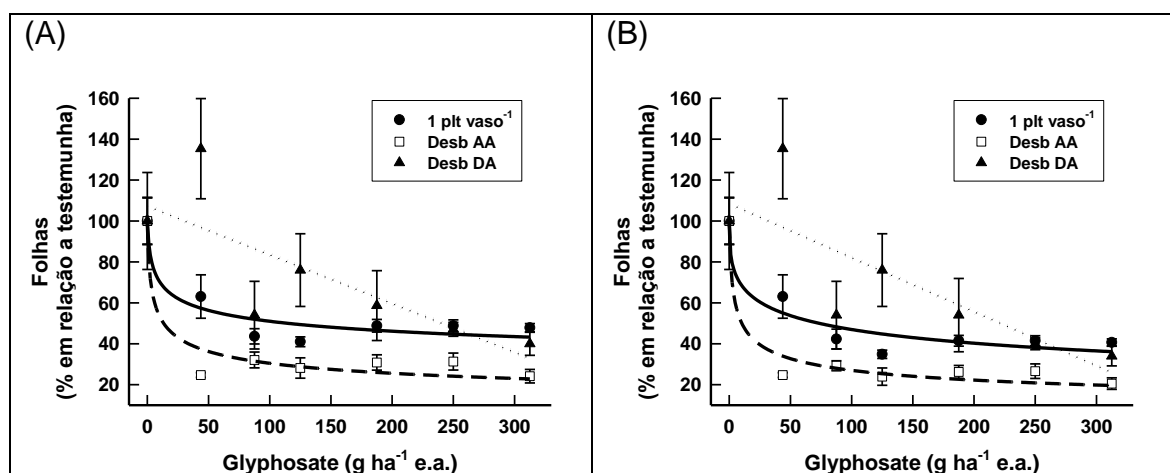 (A)
160
140
120
100
80
60
40
20
Folhas
(% em relação a testemunha)
1 plt vaso⁻¹
Desb AA
Desb DA
0 50 100 150 200 250 300
Glyphosate (g ha⁻¹ e.a.)
(B)
160
140
120
100
80
60
40
20
Folhas
(% em relação a testemunha)
1 plt vaso⁻¹
Desb AA
Desb DA
0 50 100 150 200 250 300
Glyphosate (g ha⁻¹ e.a.)